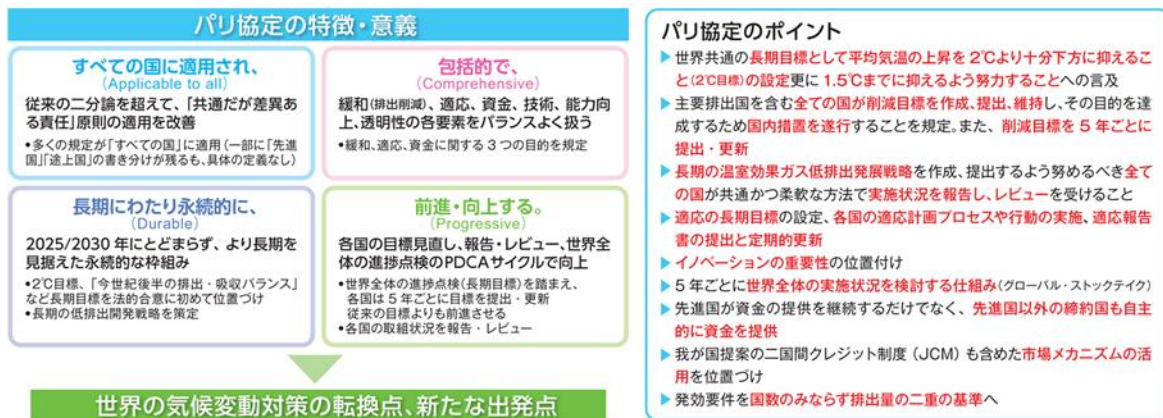 パリ協定の特徴・意義
すべての国に適用され、
(Applicable to all)
従来の二分論を超えて、「共通だが差異あ
る責任」原則の適用を改善
•多くの規定が「すべての国」に適用(一部に「先進
国」「途上国」の書き分けが残るも、具体の定義なし)
包括的で、
(Comprehensive)
緩和(排出削減)、適応、資金、技術、能力向
上、透明性の各要素をバランスよく扱う
•緩和、適応、資金に関する3つの目的を規定
長期にわたり永続的に、
(Durable)
2025/2030年にとどまらず、より長期を
見据えた永続的な枠組み
•2℃目標、「今世紀後半の排出・吸収バランス」
など長期目標を法的合意に初めて位置づけ
•長期の低排出開発戦略を策定
前進・向上する。
(Progressive)
各国の目標見直し、報告・レビュー、世界全
体の進捗点検のPDCAサイクルで向上
•世界全体の進捗点検(長期目標)を踏まえ、
各国は5年ごとに目標を提出・更新
従来の目標よりも前進させる
•各国の取組状況を報告・レビュー
世界の気候変動対策の転換点、新たな出発点
パリ協定のポイント
▶世界共通の長期目標として平均気温の上昇を2℃より十分下方に抑えるこ
と(2℃目標)の設定更に1.5℃までに抑えるよう努力することへの言及
▶主要排出国を含む全ての国が削減目標を作成、提出、維持し、その目的を達
成するため国内措置を遂行することを規定。また、削減目標を5年ごとに
提出・更新
▶長期の温室効果ガス低排出発展戦略を作成、提出するよう努めるべき全て
の国が共通かつ柔軟な方法で実施状況を報告し、レビューを受けること
▶適応の長期目標の設定、各国の適応計画プロセスや行動の実施、適応報告
書の提出と定期的更新
▶イノベーションの重要性の位置付け
▶5年ごとに世界全体の実施状況を検討する仕組み(グローバル・ストックテイク)
▶先進国が資金の提供を継続するだけでなく、先進国以外の締約国も自主
的に資金を提供
▶我が国提案の二国間クレジット制度(JCM)も含めた市場メカニズムの活
用を位置づけ
▶発効要件を国数のみならず排出量の二重の基準へ